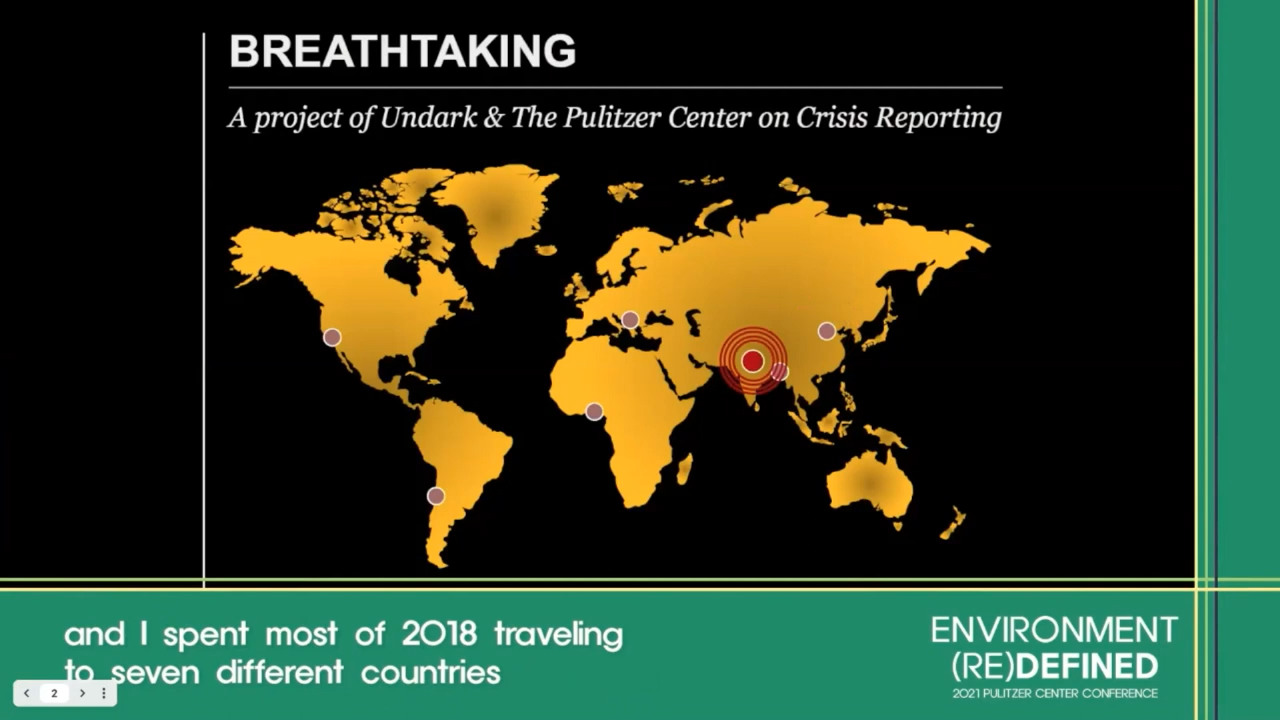 BREATHTAKING
A project of Undark & The Pulitzer Center on Crisis Reporting
and I spent most of 2018 traveling
to seven different countries
2
ENVIRONMENT
(RE)DEFINED
2021 PULITZER CENTER CONFERENCE